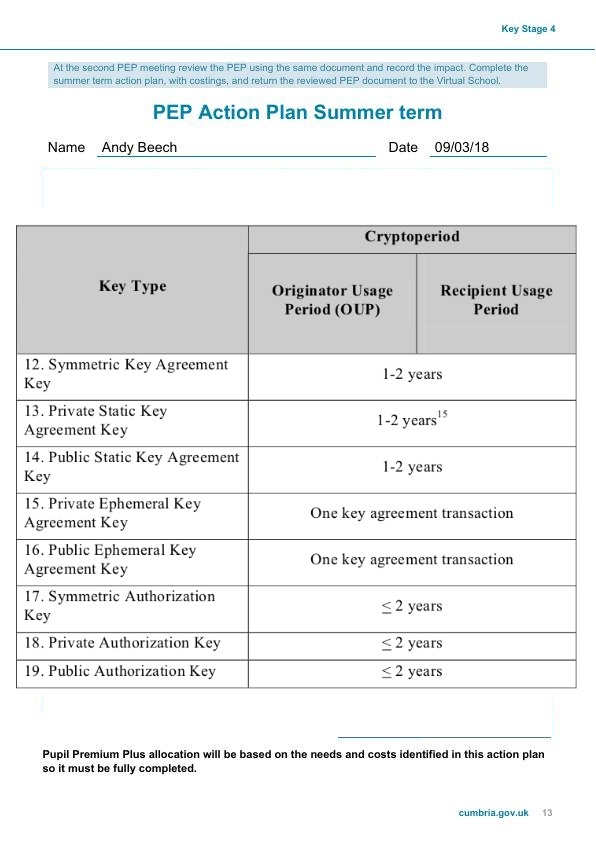 Key Stage 4
At the second PEP meeting review the PEP using the same document and record the impact. Complete the
summer term action plan, with costings, and return the reviewed PEP document to the Virtual School.
PEP Action Plan Summer term
Name Andy Beech Date 09/03/18
Cryptoperiod
Key Type
Originator Usage
Period (OUP)
Recipient Usage
Period
12. Symmetric Key Agreement
Key
1-2 years
13. Private Static Key
Agreement Key
1-2 years15
14. Public Static Key Agreement
Key
1-2 years
15. Private Ephemeral Key
Agreement Key
One key agreement transaction
16. Public Ephemeral Key
Agreement Key
One key agreement transaction
17. Symmetric Authorization
Key
≤ 2 years
18. Private Authorization Key
≤ 2 years
19. Public Authorization Key
≤ 2 years
Pupil Premium Plus allocation will be based on the needs and costs identified in this action plan
so it must be fully completed.
cumbria.gov.uk 13